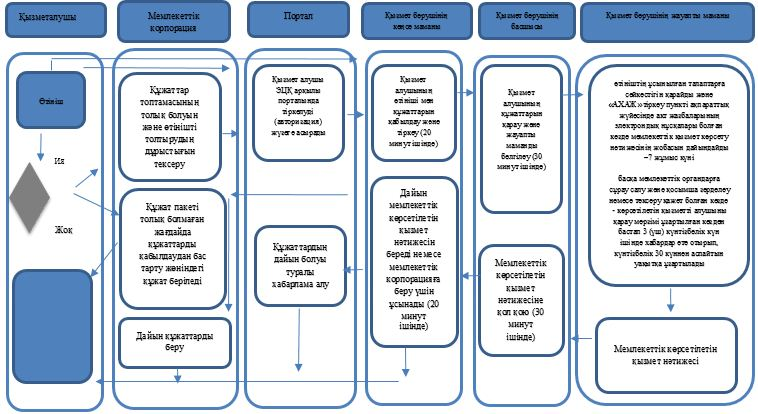 Қызметалушы
Мемлекеттік
корпорация
Портал
Қызмет берушінің
кеңсе маманы
Қызмет берушінің
басшысы
Қызмет берушінің жауапты маманы
Өтініш
Ия
Жоқ
Құжаттар
топтамасының
толық болуын
және өтінішті
толтырудың
дұрыстығын
тексеру
Құжат пакеті
толық болмаған
жағдайда
құжаттарды
қабылдаудан бас
тарту жөніндегі
құжат беріледі
Дайын құжаттарды
беру
Қызмет алушы
ЭЦҚ арқылы
порталында
тіркелуді
(авторизация)
жүзеге асырады
Құжаттардың
дайын болуы
туралы
хабарлама алу
Қызмет
алушының
өтініші мен
құжаттарын
қабылдау және
тіркеу (20
минут ішінде)
Дайын
мемлекеттік
көрсетілетін
қызмет
нәтижесін
береді немесе
мемлекеттік
корпорацияға
беру үшін
ұсынады (20
минут
ішінде)
Қызмет
алушының
құжаттарын
қарау және
жауапты
маманды
белгілеу (30
минут ішінде)
Мемлекеттік
көрсетілетін
қызмет
нәтижесіне
қол қою (30
минут
ішінде)
өтініштің ұсынылған талаптарға
сәйкестігін қарайды және
«АХАЖ» тіркеу пункті ақпараттық
жүйесінде акт жазбаларының
электрондық нұсқалары болған
кезде мемлекеттік қызмет көрсету
нәтижесінің жобасын дайындайды
–7 жұмыс күні
басқа мемлекеттік органдарға
сұрау салу және қосымша зерделеу
немесе тексеру қажет болған кезде
- көрсетілетін қызметті алушыны
қарау мерзімі ұзартылған кезден
бастап 3 (үш) күнтізбелік күн
ішінде хабардар ете отырып,
күнтізбелік 30 күннен аспайтын
уақытқа ұзартылады
Мемлекеттік көрсетілетін
қызмет нәтижесі